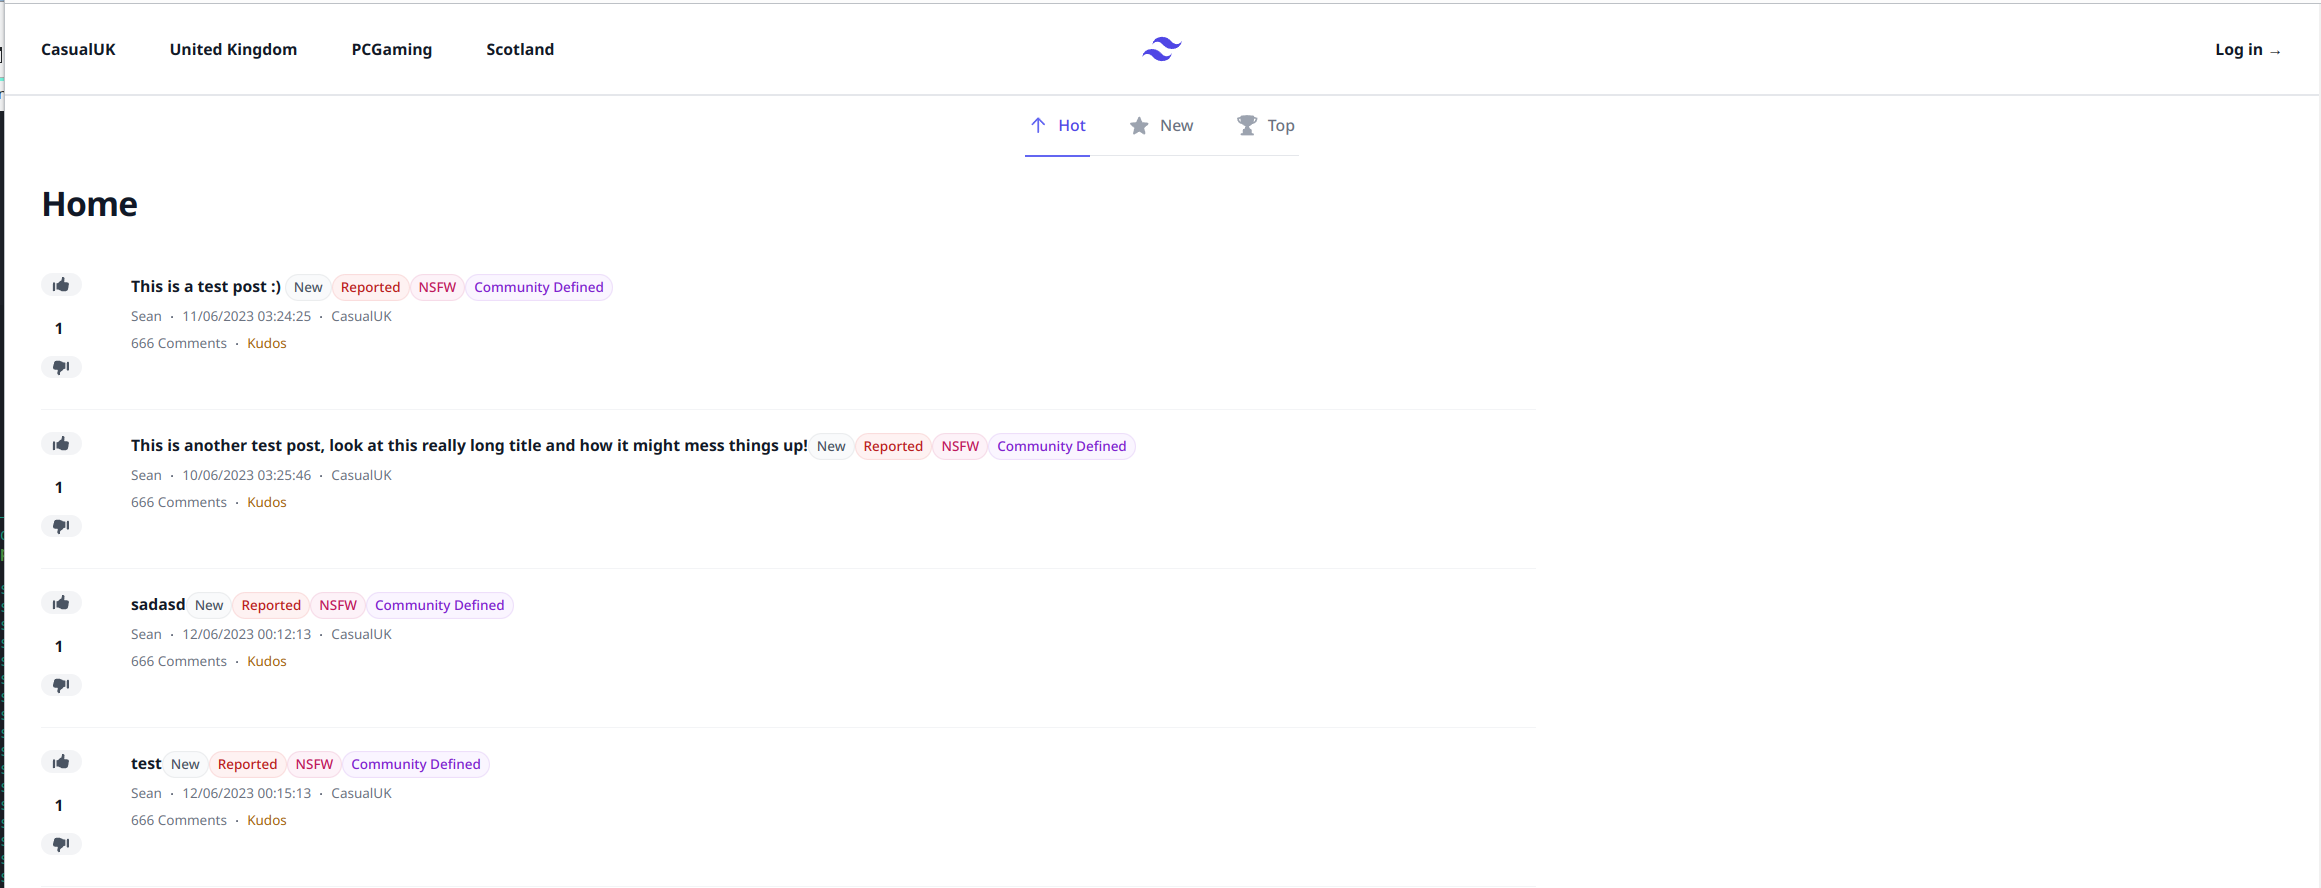 CasualUK United Kingdom PCGaming Scotland Log in →
Hot New Top
Home
This is a test post :) New Reported NSFW Community Defined
Sean · 11/06/2023 03:24:25 · CasualUK
1
666 Comments · Kudos
This is another test post, look at this really long title and how it might mess things up! New Reported NSFW Community Defined
Sean · 10/06/2023 03:25:46 · CasualUK
1
666 Comments · Kudos
sadasd New Reported NSFW Community Defined
Sean · 12/06/2023 00:12:13 · CasualUK
1
666 Comments · Kudos
test New Reported NSFW Community Defined
Sean · 12/06/2023 00:15:13 · CasualUK
1
666 Comments · Kudos